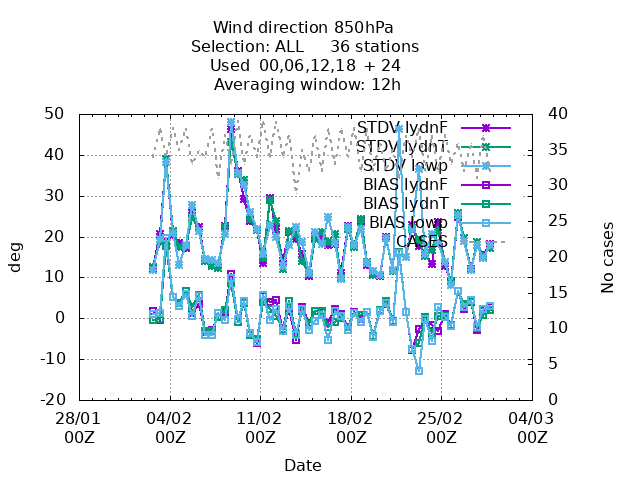 Wind direction 850hPa
Selection: ALL     36 stations
Used  00,06,12,18 + 24
Averaging window: 12h
50
40
30
20
10
0
-10
-20
deg
40
35
30
25
20
15
10
5
0
No cases
STDV lydnF
STDV lydnT
STDV lowp
BIAS lydnF
BIAS lydnT
BIAS lowp
CASES
28/01 04/02 11/02 18/02 25/02 04/03
00Z 00Z 00Z 00Z 00Z 00Z
Date